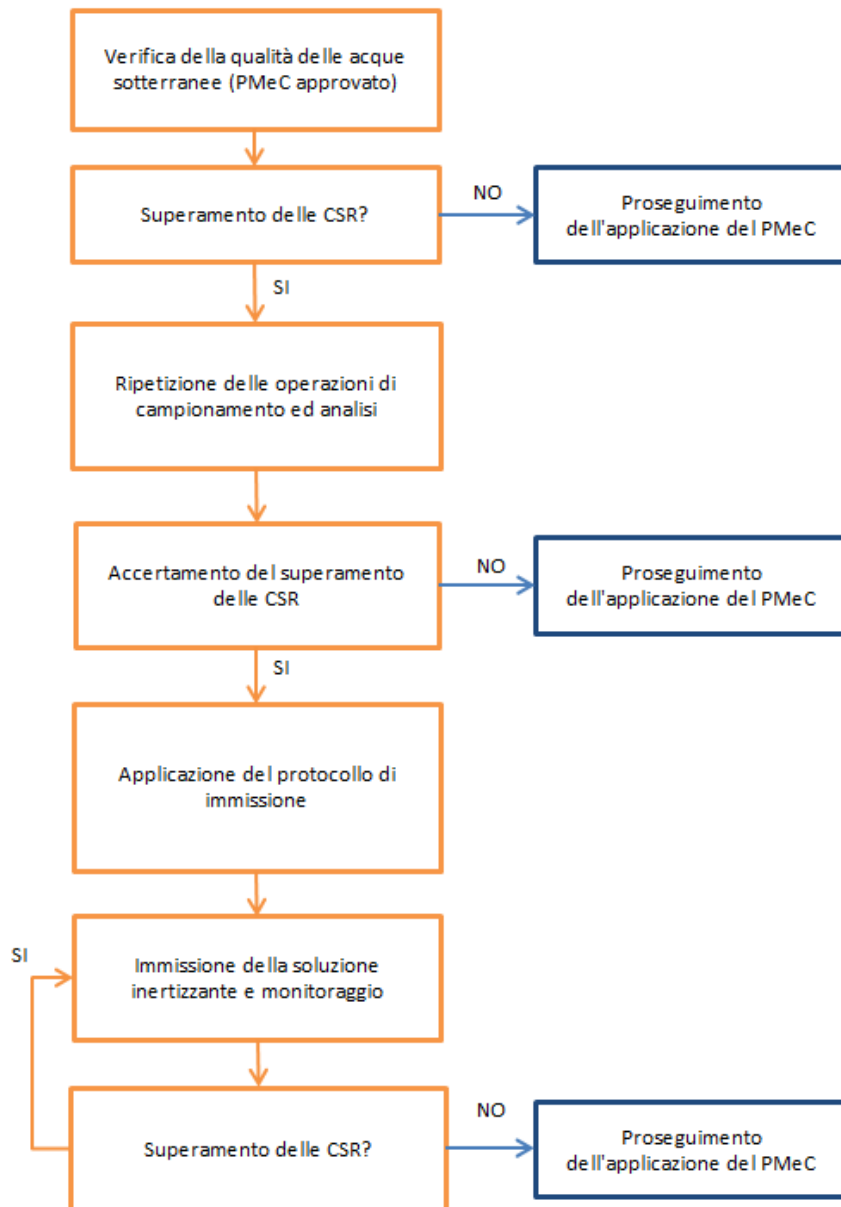 Verifica della qualità delle acque
sotterranee (PMeC approvato)
Superamento delle CSR?
NO
Proseguimento
dell'applicazione del PMeC
SI
Ripetizione delle operazioni di
campionamento ed analisi
Accertamento del superamento
delle CSR
NO
Proseguimento
dell'applicazione del PMeC
SI
Applicazione del protocollo di
immissione
SI
Immissione della soluzione
inertizzante e monitoraggio
Superamento delle CSR?
NO
Proseguimento
dell'applicazione del PMeC